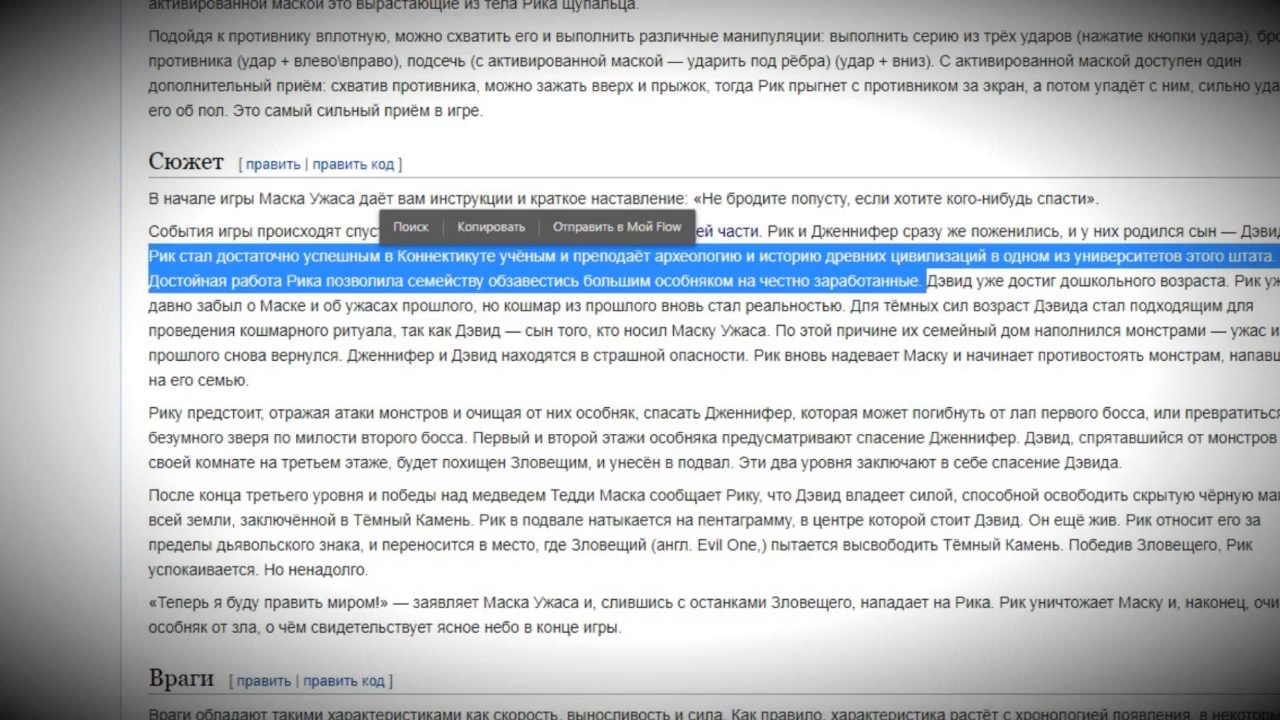 активированной маской это вырастающие из тела Рика щупальца.
Подойдя к противнику вплотную, можно схватить его и выполнить различные манипуляции: выполнить серию из трёх ударов (нажатие кнопки удара),
противника (удар + влево\вправо), подсечь (с активированной маской — ударить под рёбра) (удар + вниз). С активированной маской доступен один
дополнительный приём: схватив противника, можно зажать вверх и прыжок, тогда Рик прыгнет с противником за экран, а потом упадёт с ним, сильно
его об пол. Это самый сильный приём в игре.
Сюжет [ править | править код ]
В начале игры Маска Ужаса даёт вам инструкции и краткое наставление: «Не бродите попусту, если хотите кого-нибудь спасти».
Поиск Копировать Отправить в Мой Flow
События игры происходят спус ей части. Рик и Дженнифер сразу же поженились, и у них родился сын — Дэвид
Рик стал достаточно успешным в Коннектикуте учёным и преподаёт археологию и историю древних цивилизаций в одном из университетов этого штата.
Достойная работа Рика позволила семейству обзавестись большим особняком на честно заработанные. Дэвид уже достиг дошкольного возраста. Рик
давно забыл о Маске и об ужасах прошлого, но кошмар из прошлого вновь стал реальностью. Для тёмных сил возраст Дэвида стал подходящим для
проведения кошмарного ритуала, так как Дэвид — сын того, кто носил Маску Ужаса. По этой причине их семейный дом наполнился монстрами — ужас
прошлого снова вернулся. Дженнифер и Дэвид находятся в страшной опасности. Рик вновь надевает Маску и начинает противостоять монстрам,
на его семью.
Рику предстоит, отражая атаки монстров и очищая от них особняк, спасать Дженнифер, которая может погибнуть от лап первого босса, или превратиться
безумного зверя по милости второго босса. Первый и второй этажи особняка предусматривают спасение Дженнифер. Дэвид, спрятавшийся от монстров
своей комнате на третьем этаже, будет похищен Зловещим, и унесён в подвал. Эти два уровня заключают в себе спасение Дэвида.
После конца третьего уровня и победы над медведем Тедди Маска сообщает Рику, что Дэвид владеет силой, способной освободить скрытую чёрную
всей земли, заключённой в Тёмный Камень. Рик в подвале натыкается на пентаграмму, в центре которой стоит Дэвид. Он ещё жив. Рик относит его за
пределы дьявольского знака, и переносится в место, где Зловещий (англ. Evil One,) пытается высвободить Тёмный Камень. Победив Зловещего, Рик
успокаивается. Но ненадолго.
«Теперь я буду править миром!» — заявляет Маска Ужаса и, слившись с останками Зловещего, нападает на Рика. Рик уничтожает Маску и, наконец,
особняк от зла, о чём свидетельствует ясное небо в конце игры.
Враги [ править | править код ]
Враги обладают такими характеристиками как скорость, выносливость и сила. Как правило, характеристика растёт с хронологией появления, в